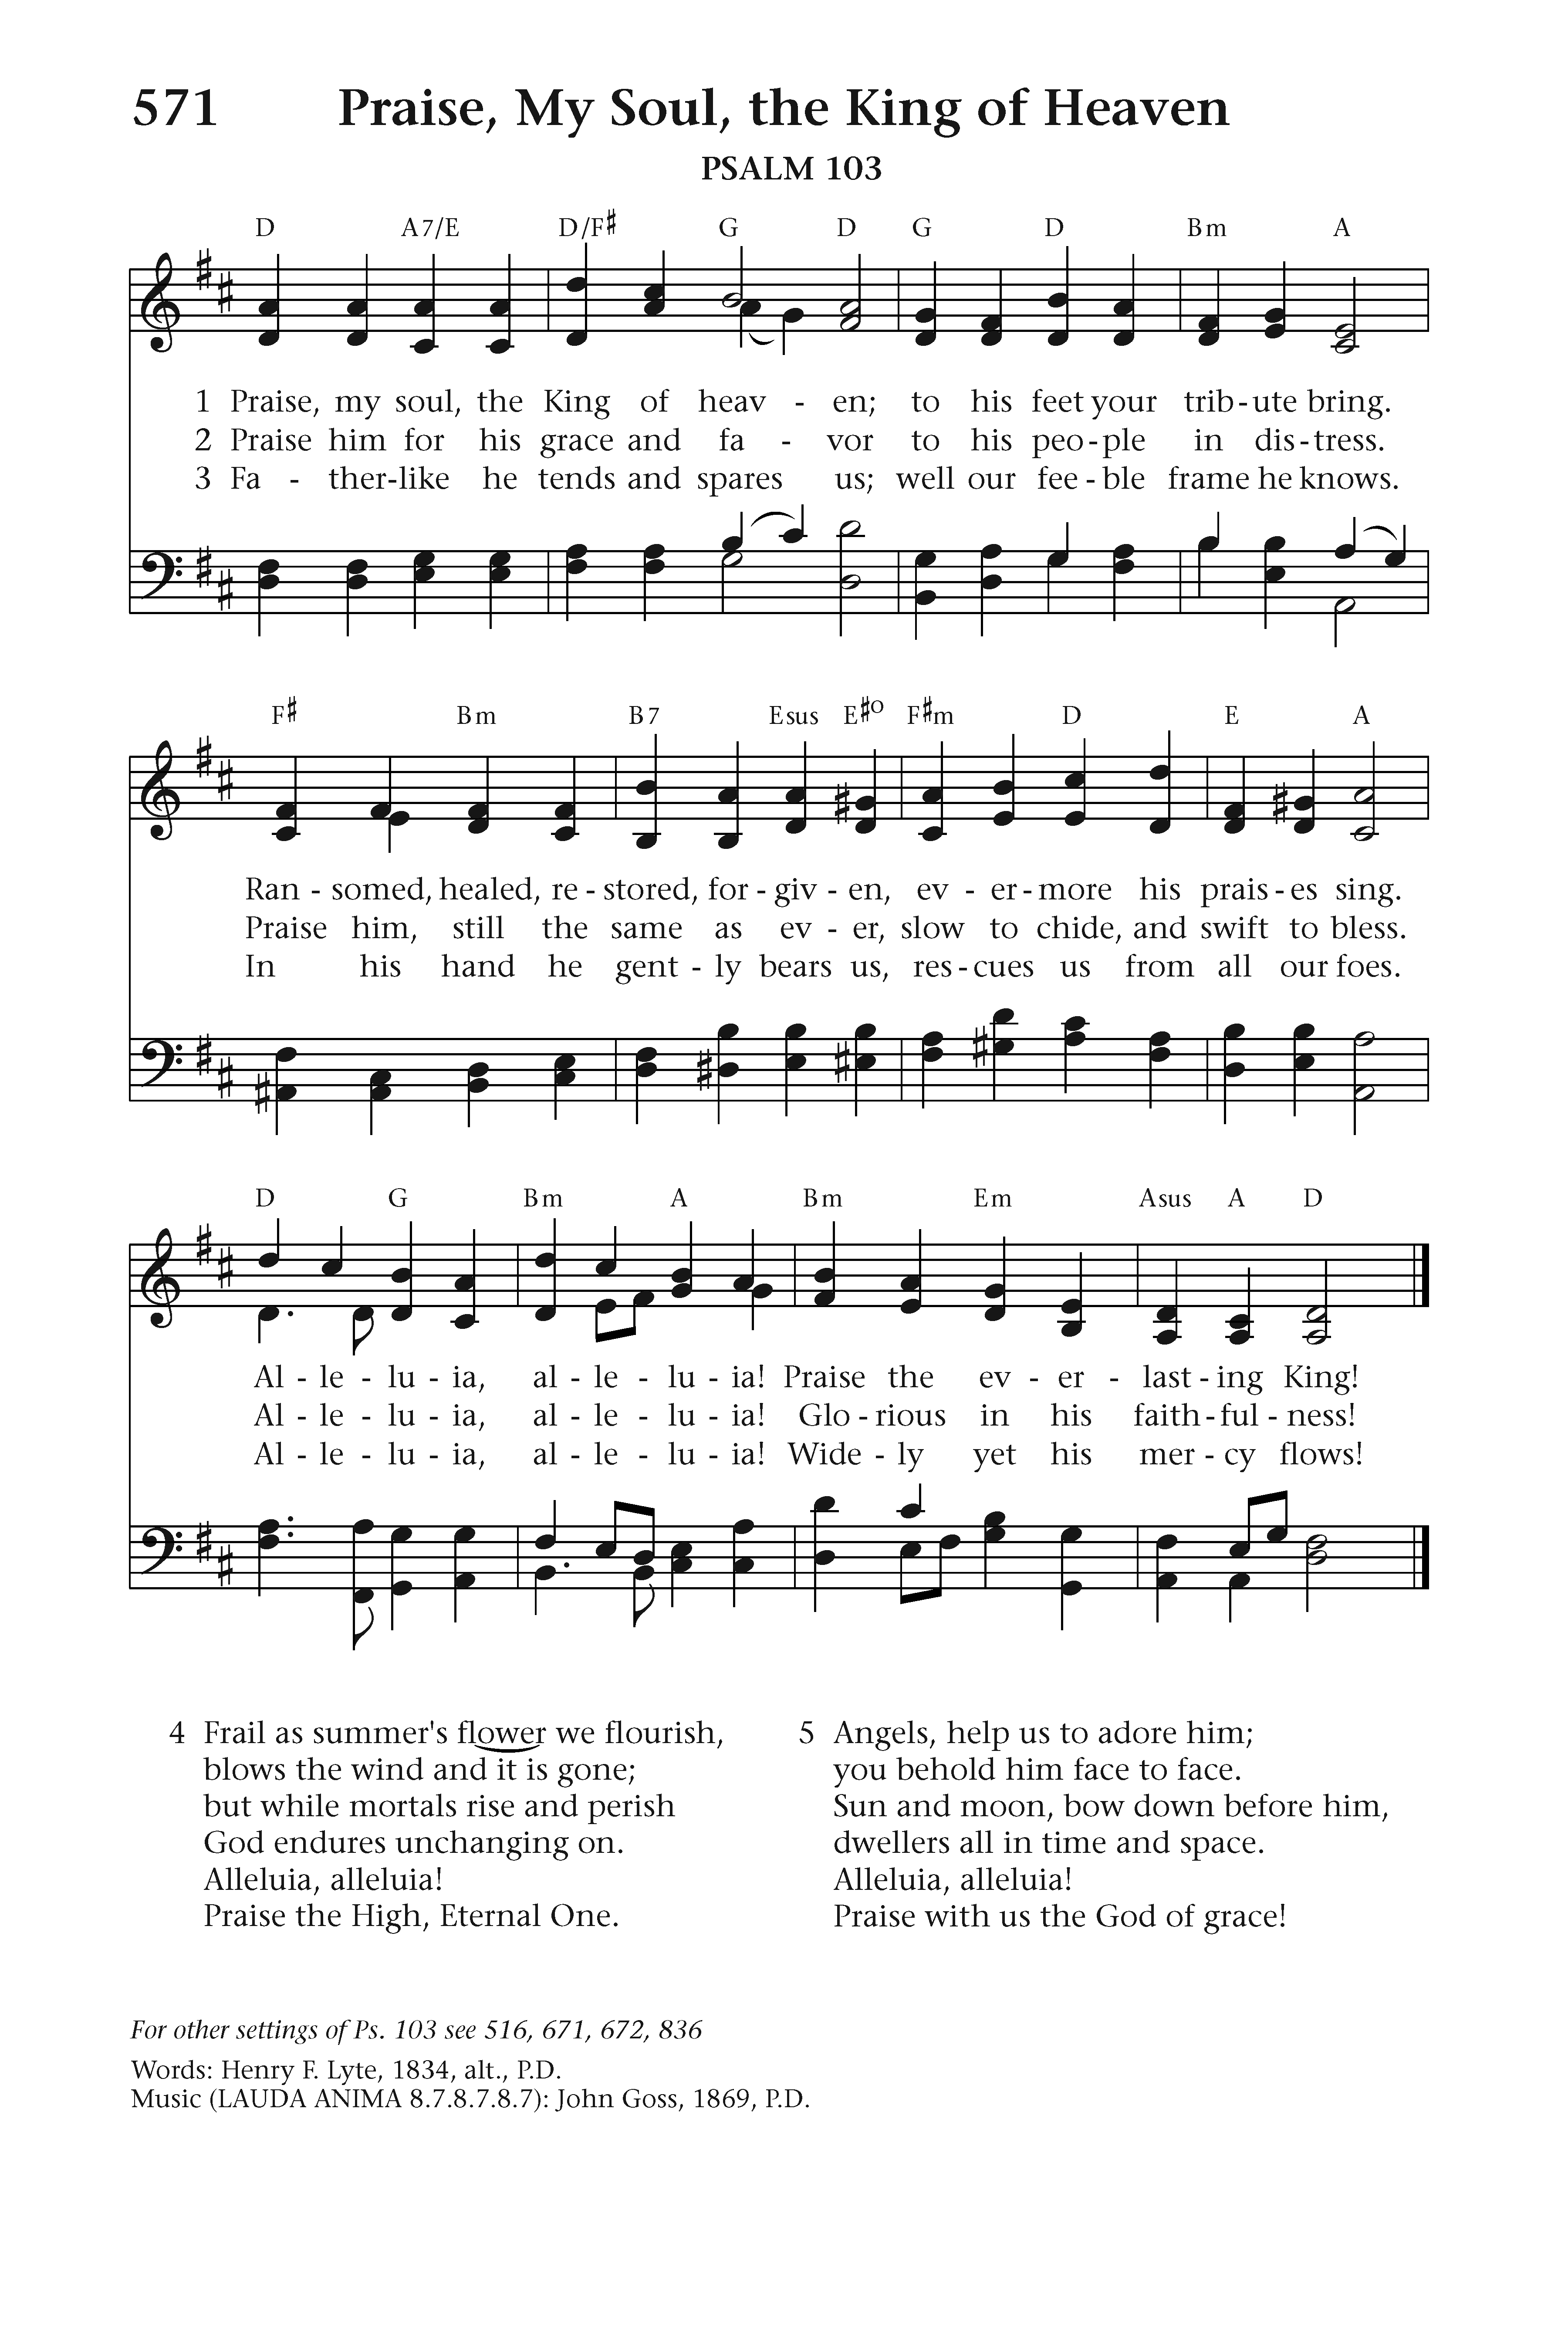 571 Praise, My Soul, the King of Heaven
PSALM 103
D A7/E D/F♯ G D G D Bm A
1 Praise, my soul, the King of heav - en; to his feet your trib - ute bring.
2 Praise him for his grace and fa - vor to his peo - ple in dis - tress.
3 Fa - ther-like he tends and spares us; well our fee - ble frame he knows.
F♯ Bm B7 Esus E♯o F♯m D E A
Ran - somed, healed, re - stored, for - giv - en, ev - er - more his prais - es sing.
Praise him, still the same as ev - er, slow to chide, and swift to bless.
In his hand he gent - ly bears us, res - cues us from all our foes.
D G Bm A Bm Em Asus A D
Al - le - lu - ia, al - le - lu - ia! Praise the ev - er - last - ing King!
Al - le - lu - ia, al - le - lu - ia! Glo - rious in his faith - ful - ness!
Al - le - lu - ia, al - le - lu - ia! Wide - ly yet his mer - cy flows!
4 Frail as summer's flower we flourish,
blows the wind and it is gone;
but while mortals rise and perish
God endures unchanging on.
Alleluia, alleluia!
Praise the High, Eternal One.
5 Angels, help us to adore him;
you behold him face to face.
Sun and moon, bow down before him,
dwellers all in time and space.
Alleluia, alleluia!
Praise with us the God of grace!
For other settings of Ps. 103 see 516, 671, 672, 836
Words: Henry F. Lyte, 1834, alt., P.D.
Music (LAUDA ANIMA 8.7.8.7.8.7): John Goss, 1869, P.D.